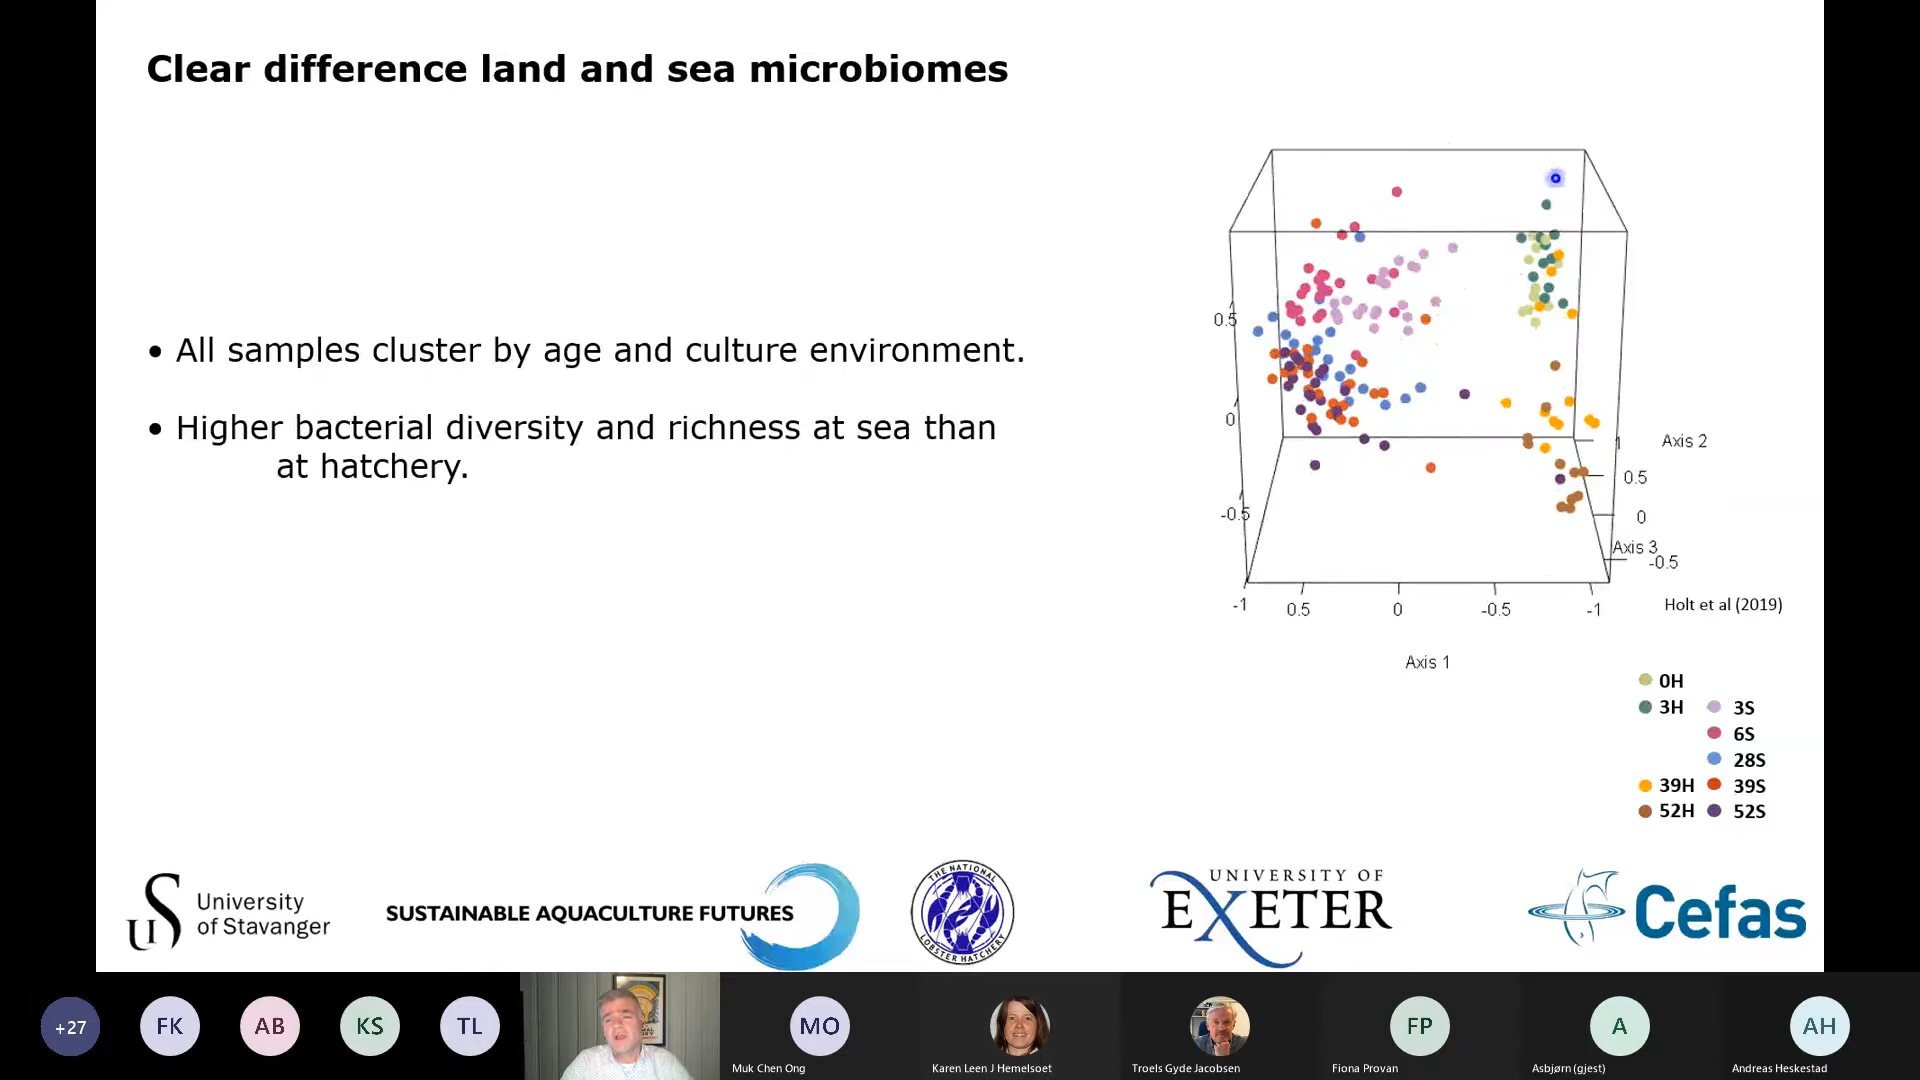 Clear difference land and sea microbiomes
• All samples cluster by age and culture environment.
• Higher bacterial diversity and richness at sea than
at hatchery.
0.5
0
-0.5
-1
0.5
0
-0.5
-1
Axis 1
1
Axis 2
0.5
0
Axis 3
-0.5
Holt et al (2019)
0H
3H
3S
6S
28S
39H
39S
52H
52S
University
of Stavanger
SUSTAINABLE AQUACULTURE FUTURES
THE NATIONAL
LOBSTER HATCHERY
UNIVERSITY OF
EXETER
Cefas
+27
FK
AB
KS
TL
MO
FP
A
AH
Muk Chen Ong
Karen Leen J Hemelsoet
Troels Gyde Jacobsen
Fiona Provan
Asbjørn (gjest)
Andreas Heskestad